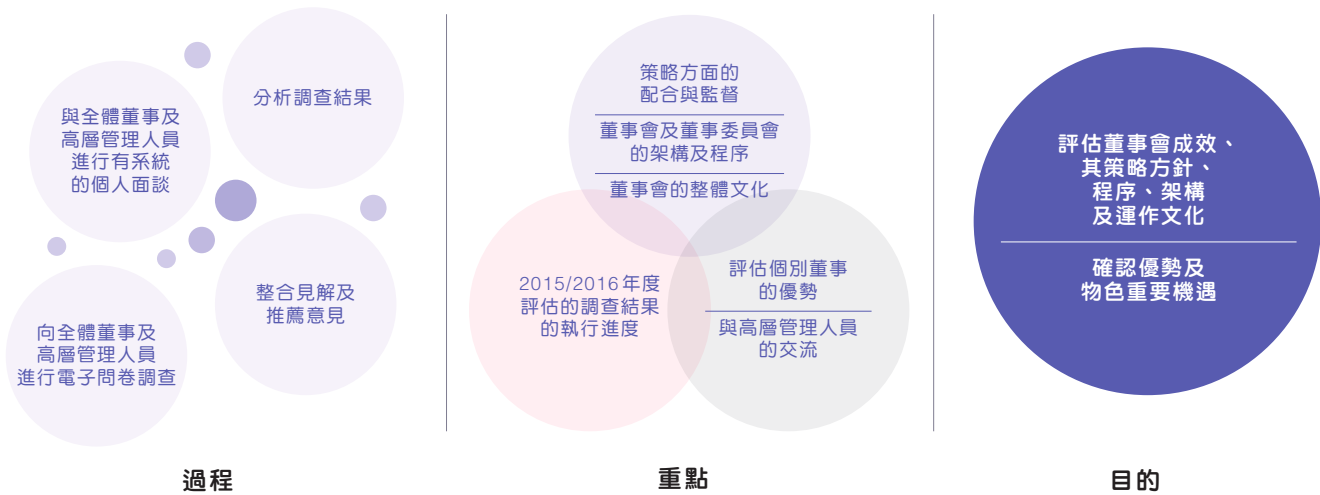 與全體董事及
高層管理人員
進行有系統
的個人面談
分析調查結果
向全體董事及
高層管理人員
進行電子問卷調查
整合見解及
推薦意見
過程
策略方面的
配合與監督
董事會及董事委員會
的架構及程序
董事會的整體文化
2015/2016年度
評估的調查結果
的執行進度
評估個別董事
的優勢
與高層管理人員
的交流
重點
評估董事會成效、
其策略方針、
程序、架構
及運作文化
確認優勢及
物色重要機遇
目的